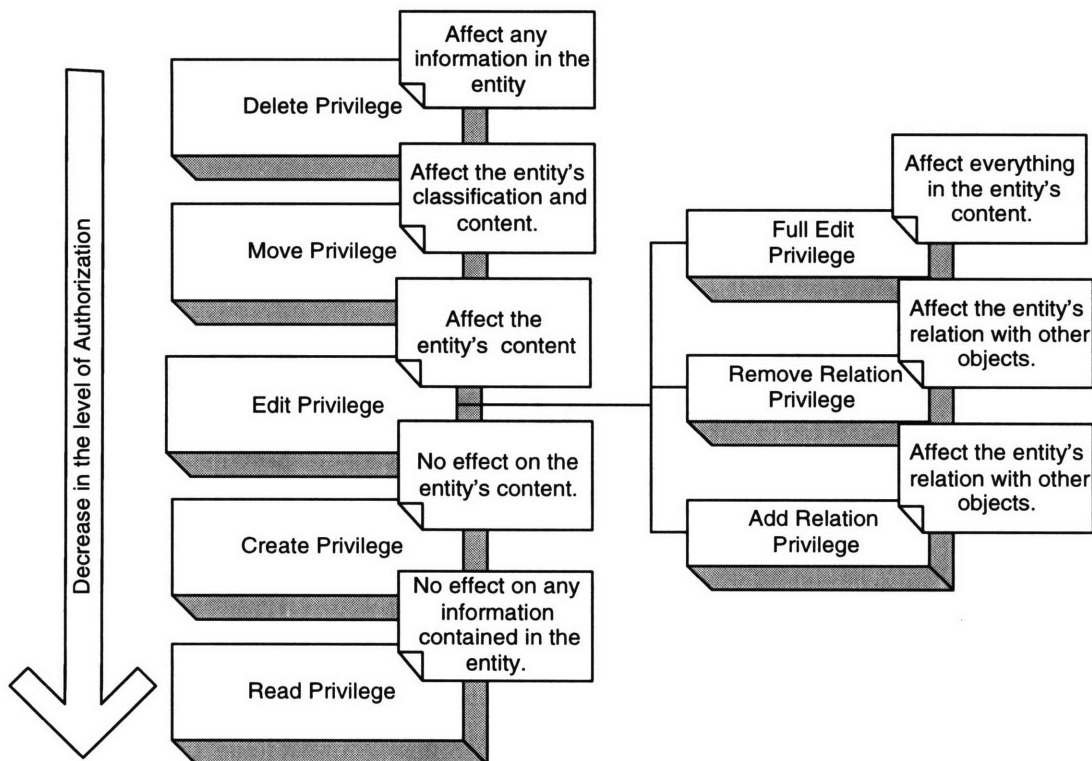 Decrease in the level of Authorization
Affect any
information in the
entity
Delete Privilege
Affect the entity's
classification and
content.
Move Privilege
Affect the
entity's content
Edit Privilege
No effect on the
entity's content.
Create Privilege
No effect on any
information
contained in the
entity.
Read Privilege
Affect everything
in the entity's
content.
Full Edit
Privilege
Affect the entity's
relation with other
objects.
Remove Relation
Privilege
Affect the entity's
relation with other
objects.
Add Relation
Privilege